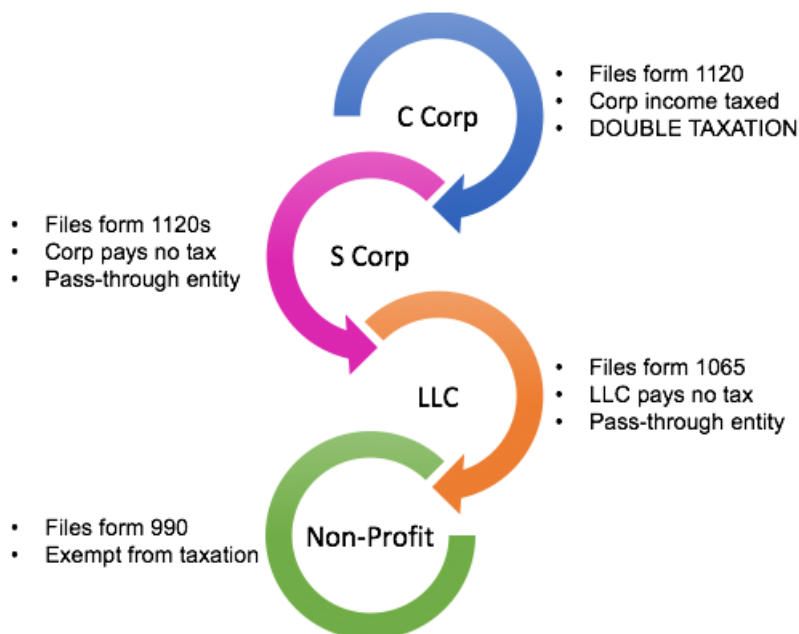 C Corp
• Files form 1120
• Corp income taxed
• DOUBLE TAXATION
• Files form 1120s
• Corp pays no tax
• Pass-through entity
S Corp
LLC
• Files form 1065
• LLC pays no tax
• Pass-through entity
• Files form 990
• Exempt from taxation
Non-Profit